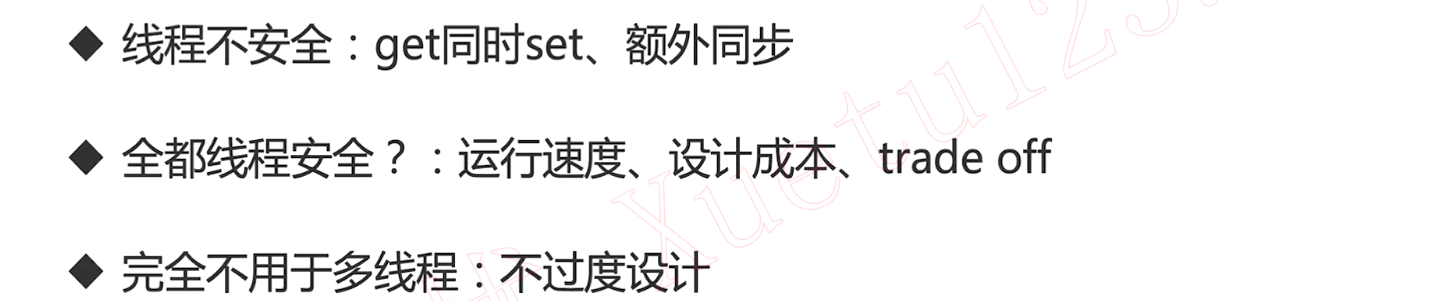 ◆ 线程不安全：get同时set、额外同步
◆ 全都线程安全？：运行速度、设计成本、trade off
◆ 完全不用于多线程：不过度设计
Xuetu123.